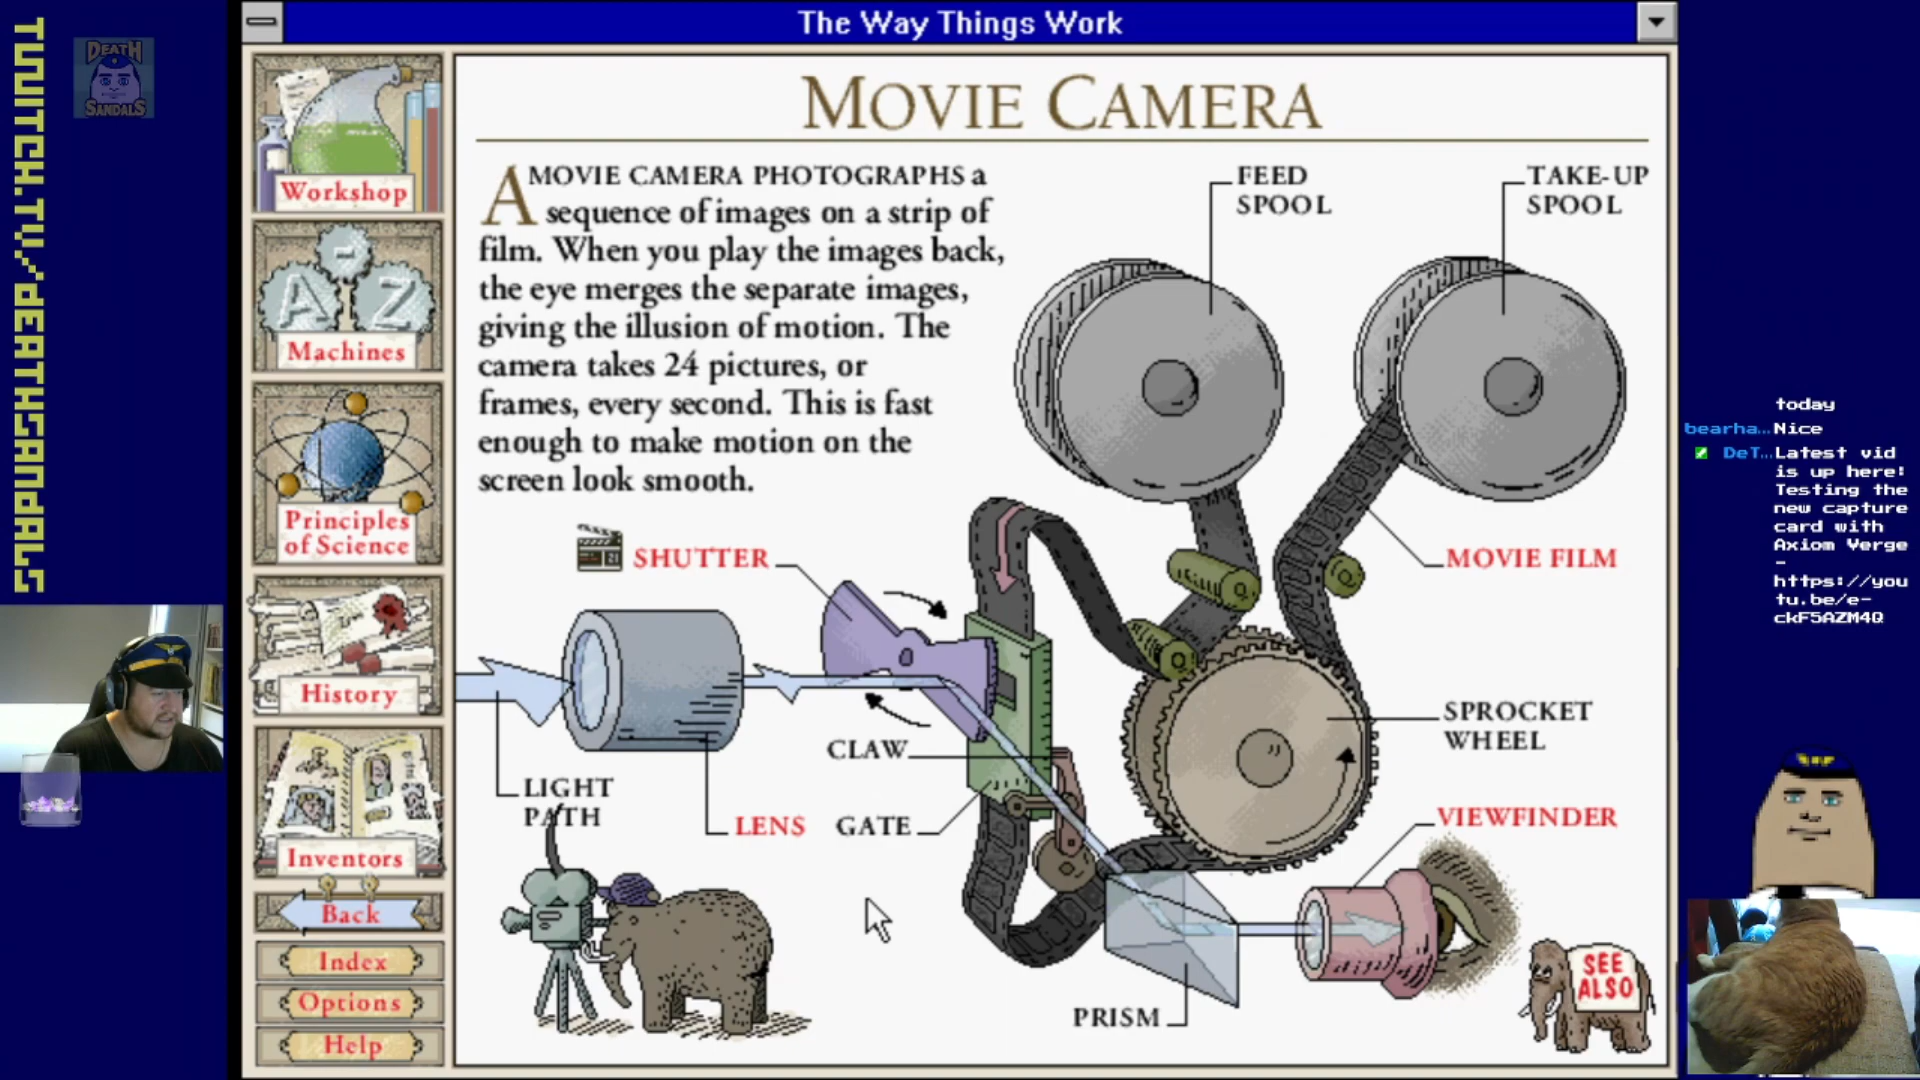 TWITCH.TV/DEATHSANDALS
DEATH
SANDALS
The Way Things Work
Workshop
A - Z
Machines
Principles
of Science
History
Inventors
Back
Index
Options
Help
MOVIE CAMERA
A MOVIE CAMERA PHOTOGRAPHS a
sequence of images on a strip of
film. When you play the images back,
the eye merges the separate images,
giving the illusion of motion. The
camera takes 24 pictures, or
frames, every second. This is fast
enough to make motion on the
screen look smooth.
FEED
SPOOL
TAKE-UP
SPOOL
SHUTTER
MOVIE FILM
SPROCKET
WHEEL
CLAW
LIGHT
PATH
LENS
GATE
VIEWFINDER
PRISM
SEE
ALSO
today
bearha... Nice
DeT... Latest vid
is up here:
Testing the
new capture
card with
Axiom Verge
-
https://you
tu.be/e-
ckF5AZM4Q